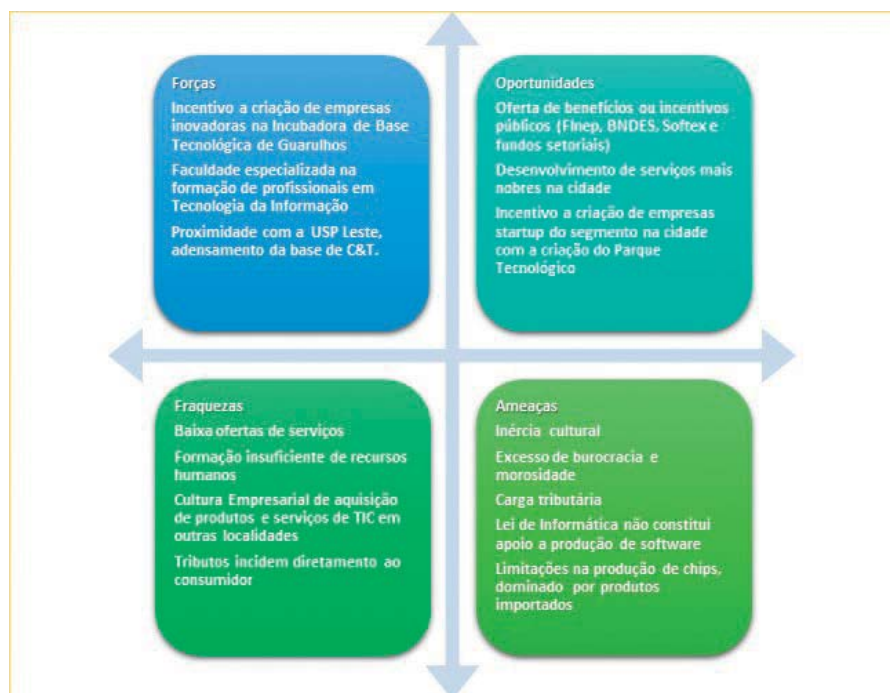 Forças
Incentivo a criação de empresas
inovadoras na Incubadora de Base
Tecnológica de Guarulhos
Faculdade especializada na
formação de profissionais em
Tecnologia da Informação
Proximidade com a USP Leste,
adensamento da base de C&T.
Oportunidades
Oferta de benefícios ou incentivos
públicos (FInep, BNDES, Softex e
fundos setoriais)
Desenvolvimento de serviços mais
nobres na cidade
Incentivo a criação de empresas
startup do segmento na cidade
com a criação do Parque
Tecnológico
Fraquezas
Baixa ofertas de serviços
Formação insuficiente de recursos
humanos
Cultura Empresarial de aquisição
de produtos e serviços de TIC em
outras localidades
Tributos incidem diretamento ao
consumidor
Ameaças
Inércia cultural
Excesso de burocracia e
morosidade
Carga tributária
Lei de Informática não constitui
apoio a produção de software
Limitações na produção de chips,
dominado por produtos
importados